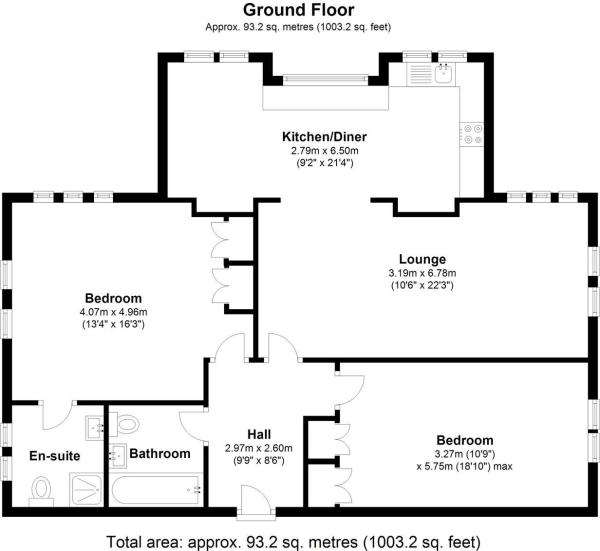 Ground Floor
Approx. 93.2 sq. metres (1003.2 sq. feet)
Kitchen/Diner
2.79m x 6.50m
(9'2" x 21'4")
Lounge
3.19m x 6.78m
(10'6" x 22'3")
Bedroom
4.07m x 4.96m
(13'4" x 16'3")
Hall
2.97m x 2.60m
(9'9" x 8'6")
Bedroom
3.27m (10'9")
x 5.75m (18'10") max
En-suite
Bathroom
Total area: approx. 93.2 sq. metres (1003.2 sq. feet)